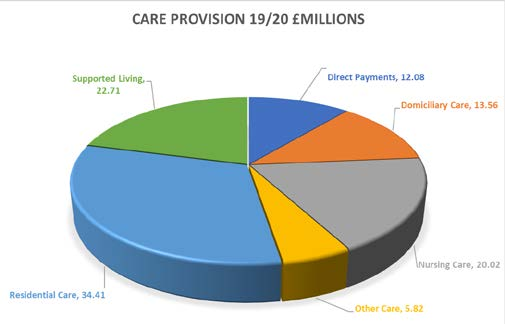 CARE PROVISION 19/20 £MILLIONS
Supported Living,
22.71
Direct Payments, 12.08
Domiciliary Care, 13.56
Nursing Care, 20.02
Residential Care, 34.41
Other Care, 5.82